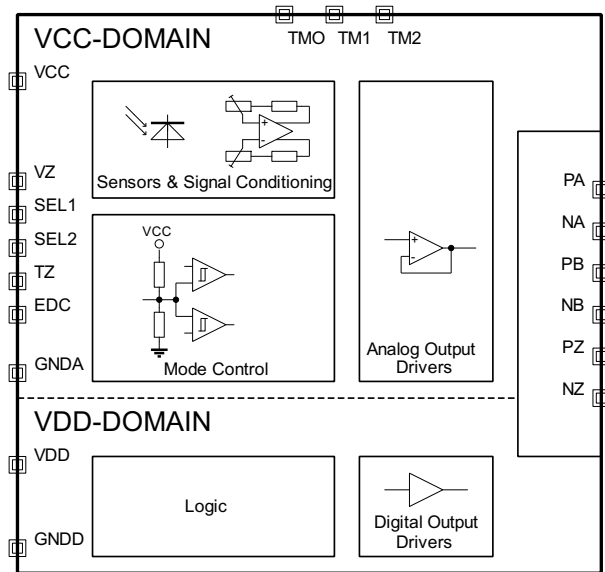 VCC-DOMAIN
TMO TM1 TM2
VCC
VZ
SEL1
SEL2
TZ
EDC
GNDA
Sensors & Signal Conditioning
VCC
Mode Control
Analog Output
Drivers
PA
NA
PB
NB
PZ
NZ
VDD-DOMAIN
VDD
GNDD
Logic
Digital Output
Drivers